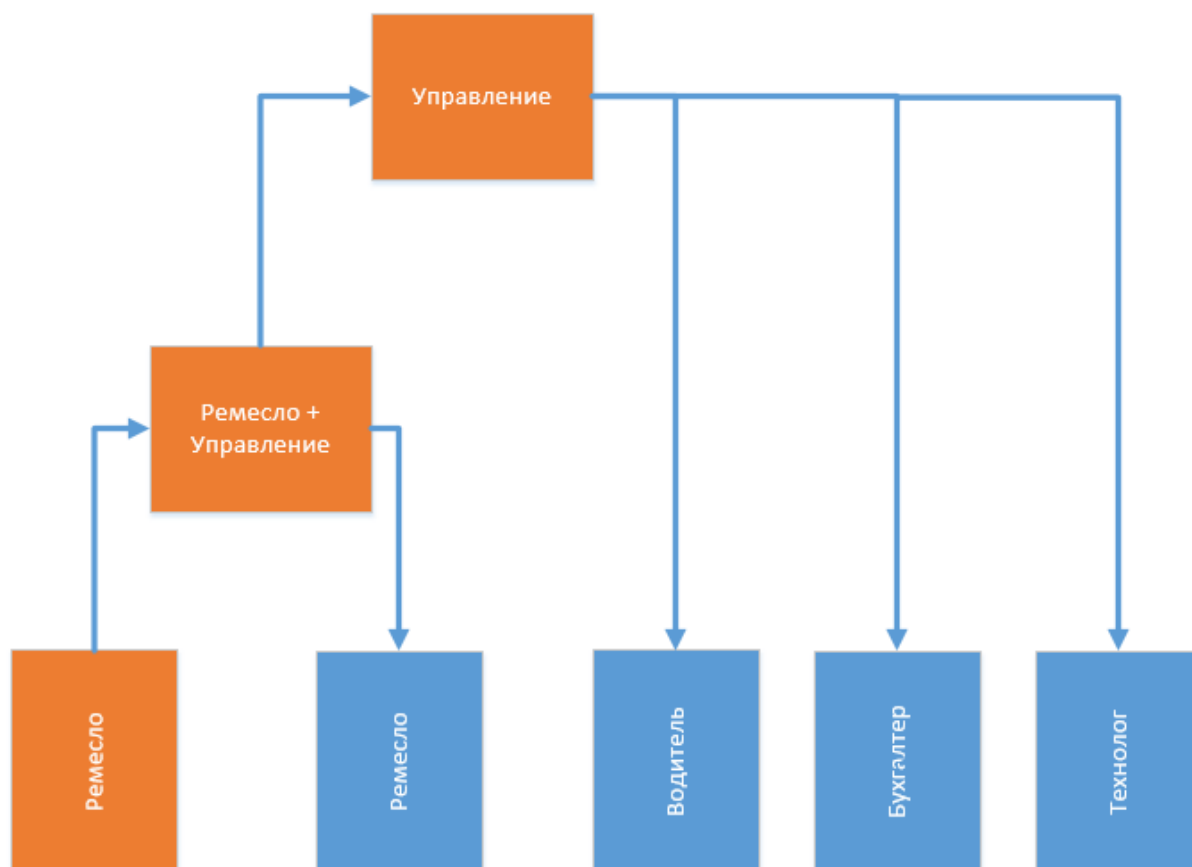 Управление
Ремесло +
Управление
Ремесло
Ремесло
Водитель
Бухгалтер
Технолог